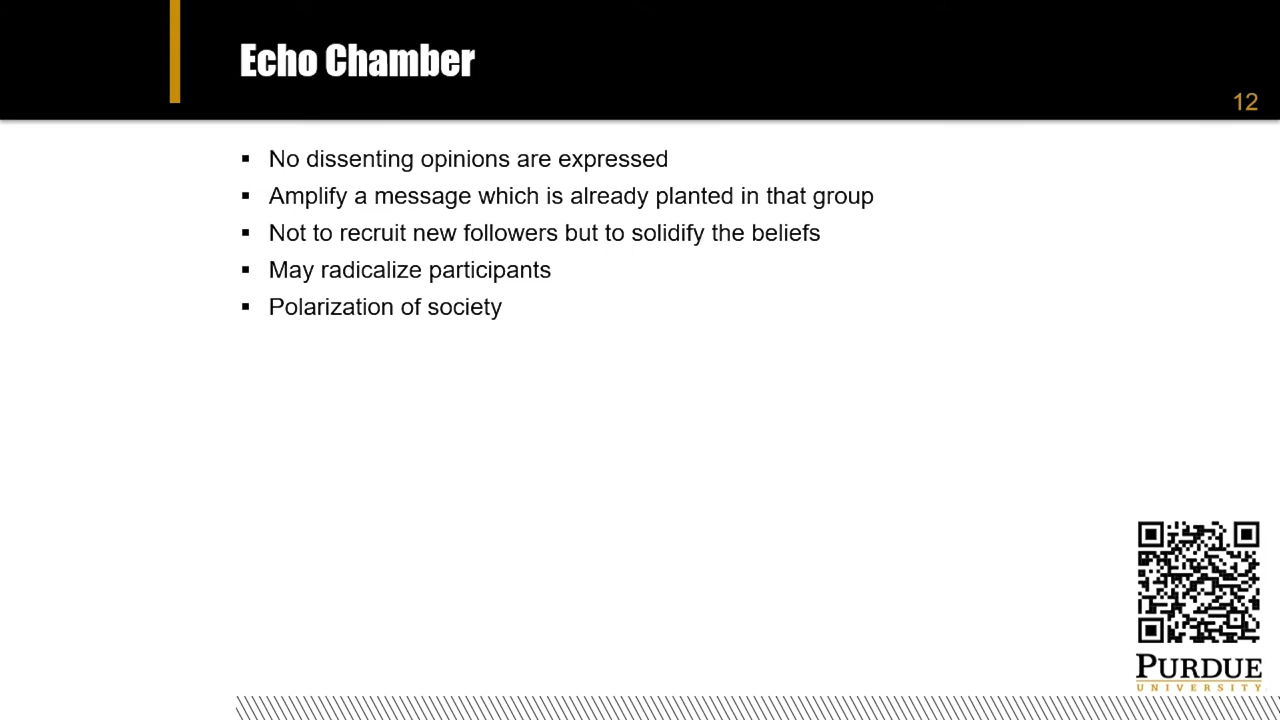 Echo Chamber
12
▪ No dissenting opinions are expressed
▪ Amplify a message which is already planted in that group
▪ Not to recruit new followers but to solidify the beliefs
▪ May radicalize participants
▪ Polarization of society
PURDUE
UNIVERSITY